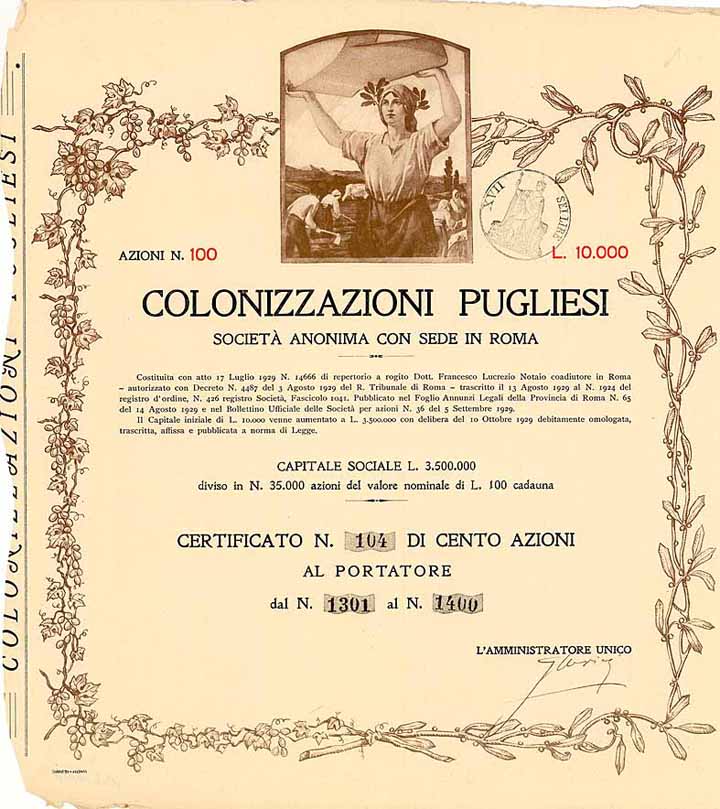 XVII SETTEBRE
AZIONI N. 100
L. 10.000
COLONIZZAZIONI PUGLIESI
SOCIETÀ ANONIMA CON SEDE IN ROMA
Costituita con atto 17 Luglio 1929 N. 14666 di repertorio a rogito Dott. Francesco Lucrezio Notaio coadiutore in Roma
– autorizzato con Decreto N. 4487 del 3 Agosto 1929 del R. Tribunale di Roma – trascritto il 13 Agosto 1929 al N. 1924 del
registro d'ordine, N. 426 registro Società, Fascicolo 1041. Pubblicato nel Foglio Annunzi Legali della Provincia di Roma N. 65
del 14 Agosto 1929 e nel Bollettino Ufficiale delle Società per azioni N. 36 del 5 Settembre 1929.
Il Capitale iniziale di L. 10.000 venne aumentato a L. 3.500.000 con delibera del 10 Ottobre 1929 debitamente omologata,
trascritta, affissa e pubblicata a norma di Legge.
CAPITALE SOCIALE L. 3.500.000
diviso in N. 35.000 azioni del valore nominale di L. 100 cadauna
CERTIFICATO N. 104 DI CENTO AZIONI
AL PORTATORE
dal N. 1301 al N. 1400
L'AMMINISTRATORE UNICO
COLONIZZAZIONI PUGLIESI